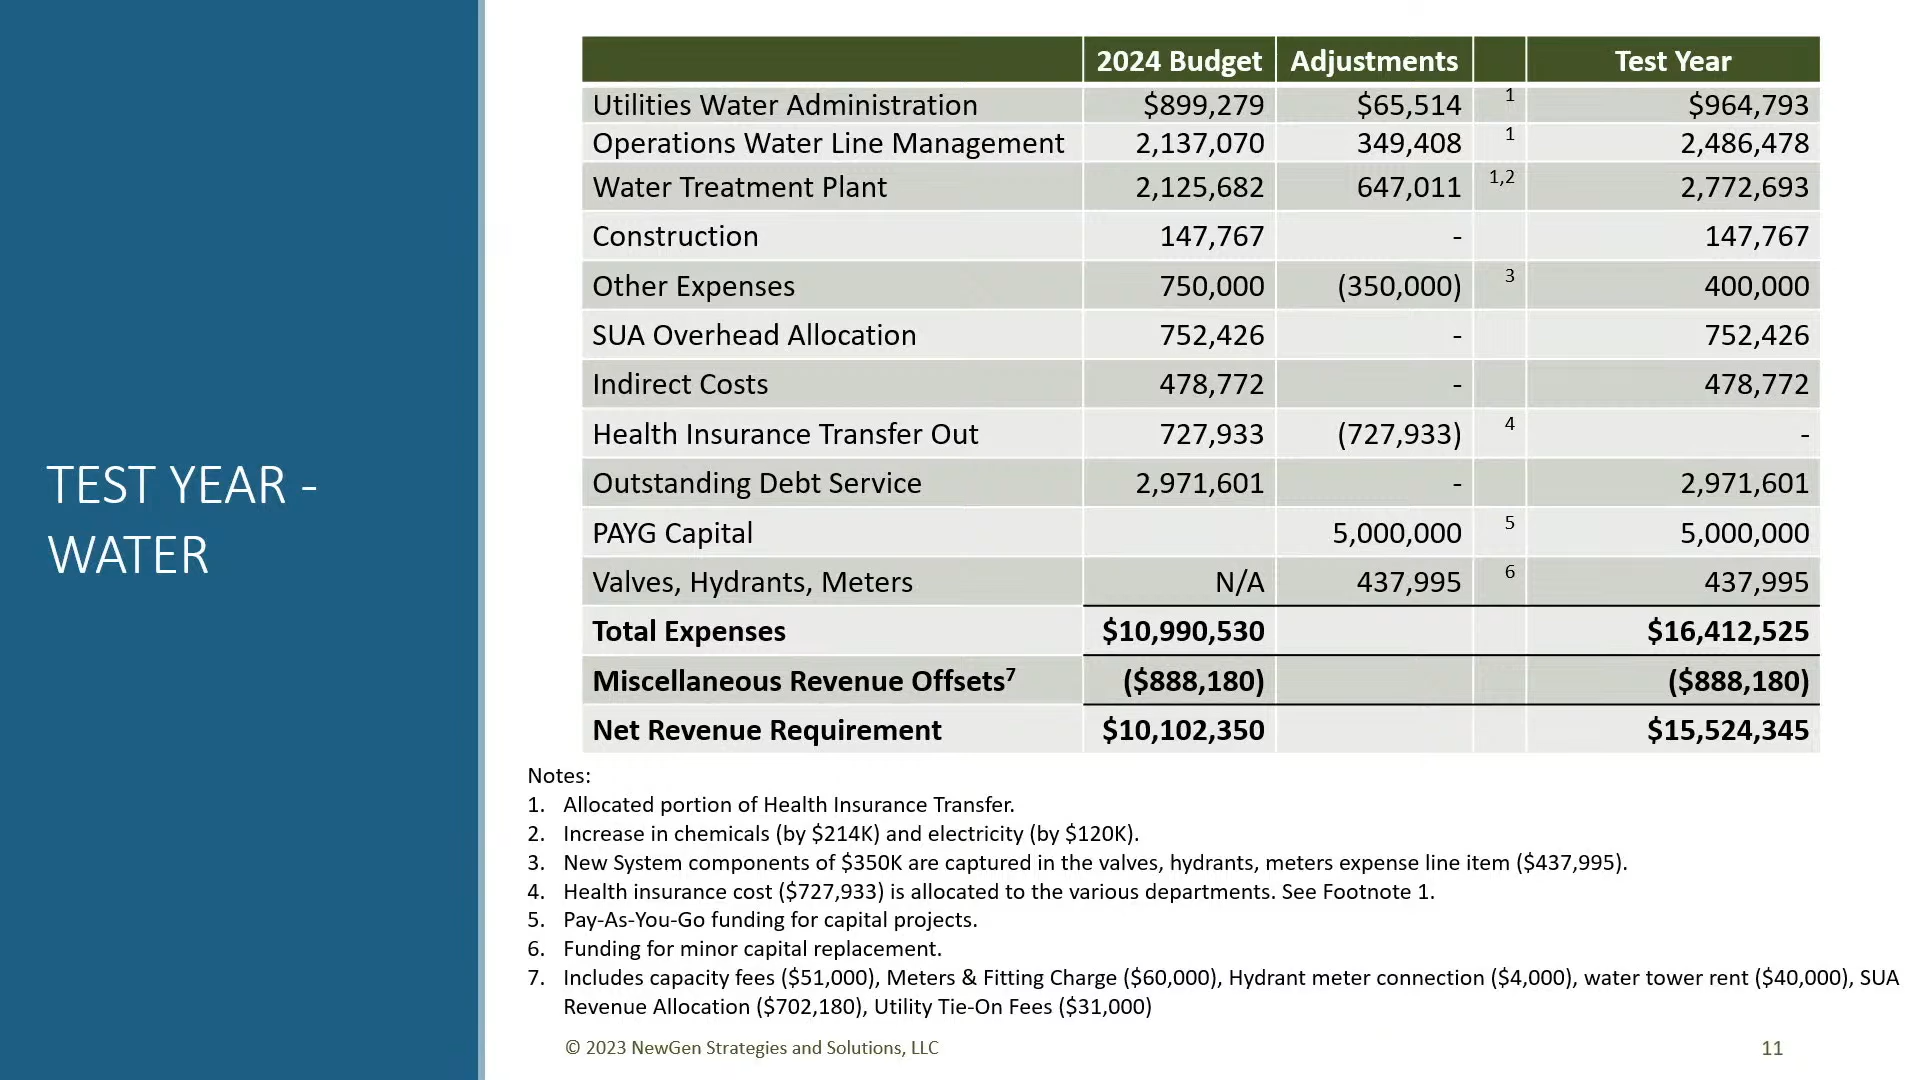 TEST YEAR -
WATER
2024 Budget Adjustments Test Year
Utilities Water Administration $899,279 $65,514 1 $964,793
Operations Water Line Management 2,137,070 349,408 1 2,486,478
Water Treatment Plant 2,125,682 647,011 1,2 2,772,693
Construction 147,767 - 147,767
Other Expenses 750,000 (350,000) 3 400,000
SUA Overhead Allocation 752,426 - 752,426
Indirect Costs 478,772 - 478,772
Health Insurance Transfer Out 727,933 (727,933) 4 -
Outstanding Debt Service 2,971,601 - 2,971,601
PAYG Capital 5,000,000 5 5,000,000
Valves, Hydrants, Meters N/A 437,995 6 437,995
Total Expenses $10,990,530 $16,412,525
Miscellaneous Revenue Offsets7 ($888,180) ($888,180)
Net Revenue Requirement $10,102,350 $15,524,345
Notes:
1. Allocated portion of Health Insurance Transfer.
2. Increase in chemicals (by $214K) and electricity (by $120K).
3. New System components of $350K are captured in the valves, hydrants, meters expense line item ($437,995).
4. Health insurance cost ($727,933) is allocated to the various departments. See Footnote 1.
5. Pay-As-You-Go funding for capital projects.
6. Funding for minor capital replacement.
7. Includes capacity fees ($51,000), Meters & Fitting Charge ($60,000), Hydrant meter connection ($4,000), water tower rent ($40,000), SUA
Revenue Allocation ($702,180), Utility Tie-On Fees ($31,000)
© 2023 NewGen Strategies and Solutions, LLC 11